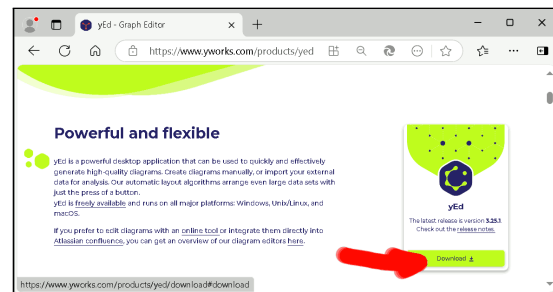 yEd - Graph Editor
https://www.yworks.com/products/yed
Powerful and flexible
yEd is a powerful desktop application that can be used to quickly and effectively
generate high-quality diagrams. Create diagrams manually, or import your external
data for analysis. Our automatic layout algorithms arrange even large data sets with
just the press of a button.
yEd is freely available and runs on all major platforms: Windows, Unix/Linux, and
macOS.
If you prefer to edit diagrams with an online tool or integrate them directly into
Atlassian confluence, you can get an overview of our diagram editors here.
yEd
The latest release is version 3.25.1.
Check out the release notes.
Download
https://www.yworks.com/products/yed/download#download